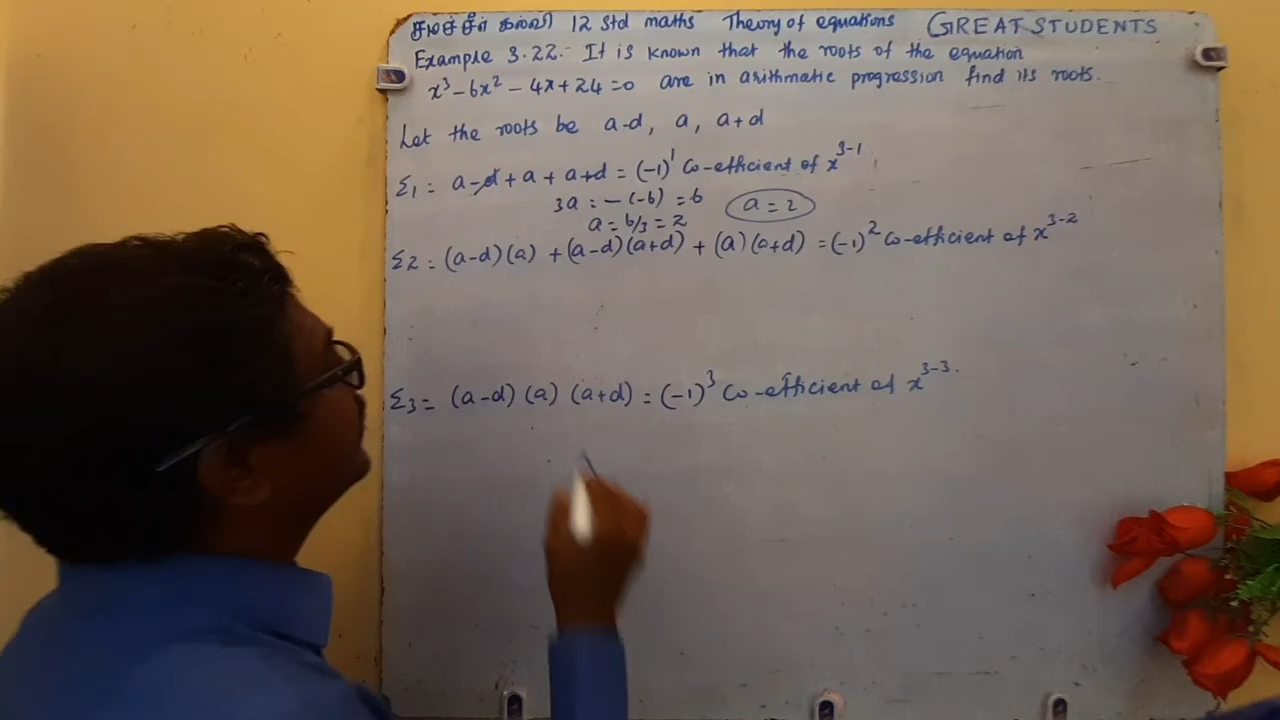 சமச்சீர் கல்வி 12 Std maths Theory of equations GREAT STUDENTS
Example 3.22.- It is known that the roots of the equation
x³ - 6x² - 4x + 24 = 0 are in arithmatic progression find its roots.
Let the roots be a-d, a, a+d
Σ1 = a-d + a + a+d = (-1)¹ Co-efficient of x³⁻¹
3a = -(-6) = 6 a = 2
a = 6/3 = 2
Σ2 = (a-d)(a) + (a-d)(a+d) + (a)(a+d) = (-1)² Co-efficient of x³⁻²
Σ3 = (a-d) (a) (a+d) = (-1)³ Co-efficient of x³⁻³.